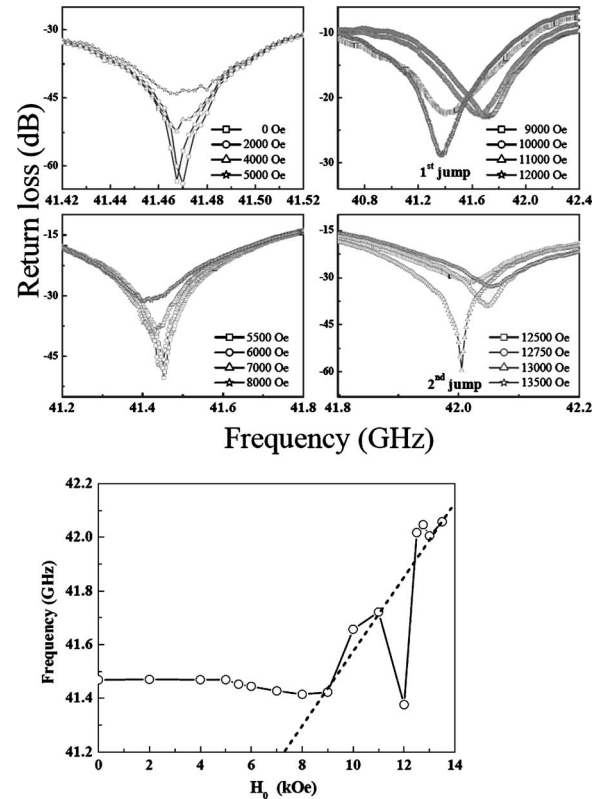 Return loss (dB)
-30
-45
-60
41.42 41.44 41.46 41.48 41.50 41.52
0 Oe
2000 Oe
4000 Oe
5000 Oe
-10
-20
-30
40.8 41.2 41.6 42.0 42.4
1st jump
9000 Oe
10000 Oe
11000 Oe
12000 Oe
-15
-30
-45
41.2 41.4 41.6 41.8
5500 Oe
6000 Oe
7000 Oe
8000 Oe
-15
-30
-45
-60
41.8 42.0 42.2
2nd jump
12500 Oe
12750 Oe
13000 Oe
13500 Oe
Frequency (GHz)
Frequency (GHz)
42.2
42.0
41.8
41.6
41.4
41.2
0 2 4 6 8 10 12 14
H0 (kOe)